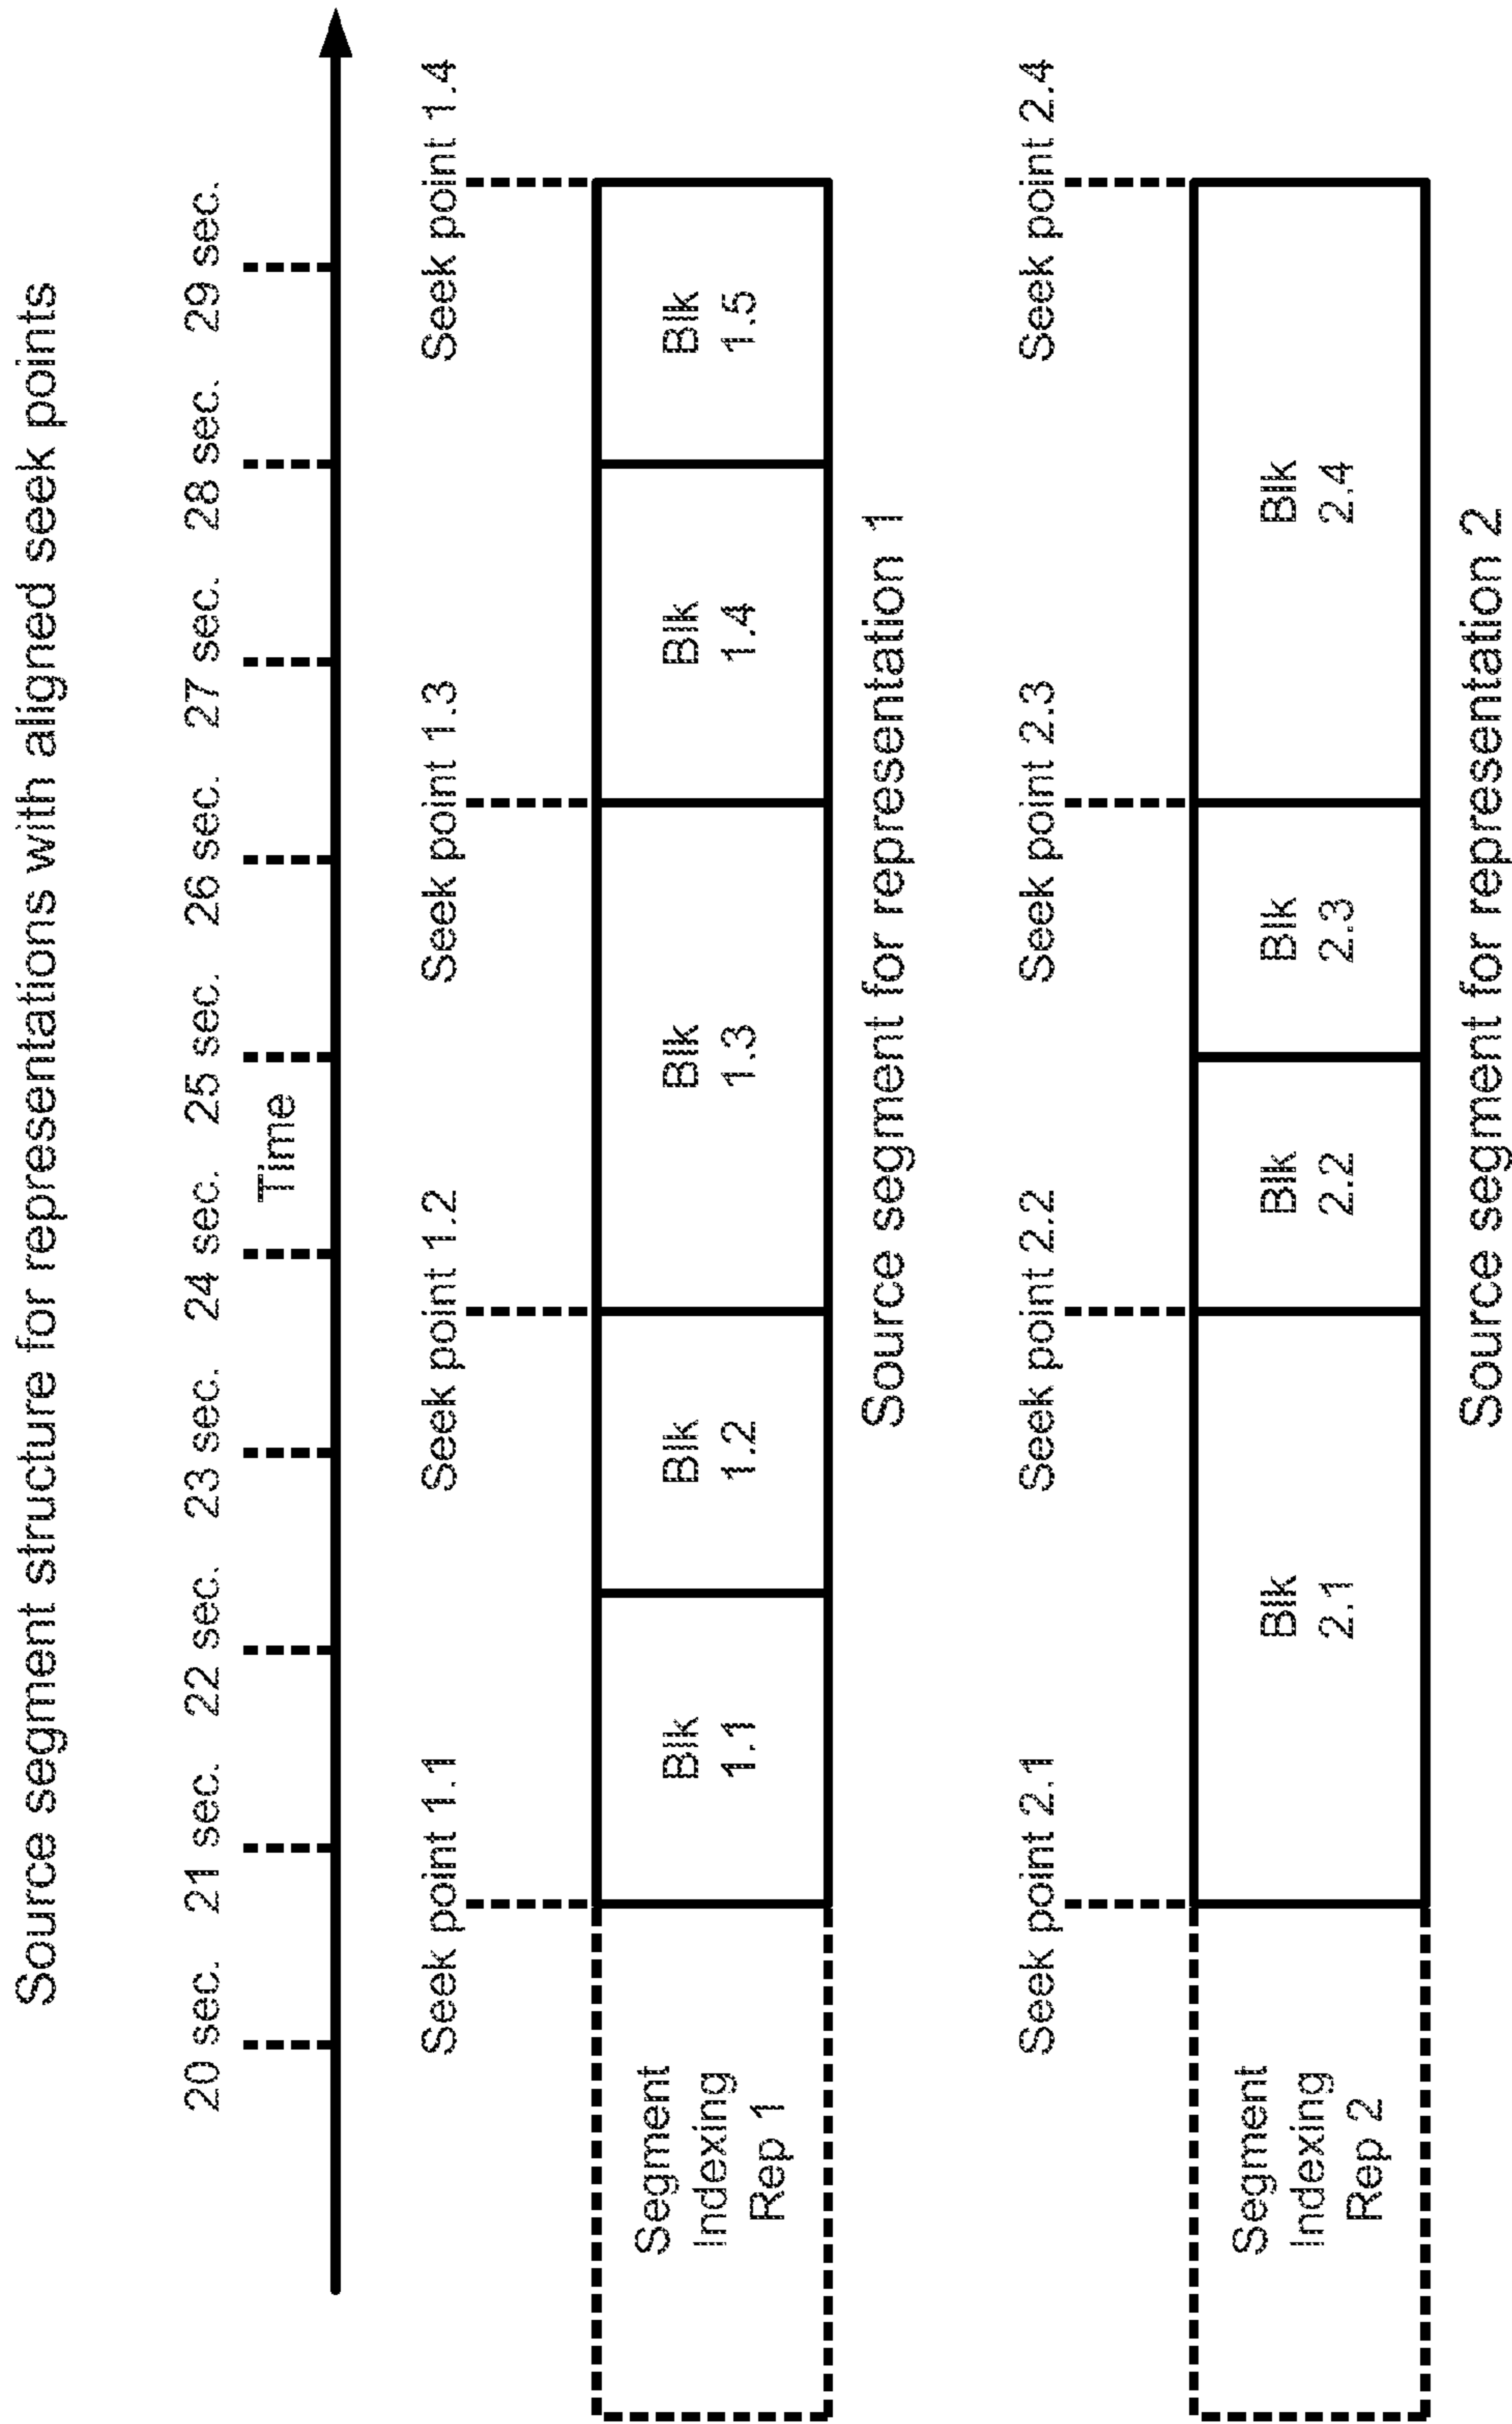 Source segment structure for representations with aligned seek points
20 sec. 21 sec. 22 sec. 23 sec. 24 sec. 25 sec. 26 sec. 27 sec. 28 sec. 29 sec.
Time
Seek point 1.1 Seek point 1.2 Seek point 1.3 Seek point 1.4
Segment
Indexing
Rep 1
Blk
1.1
Blk
1.2
Blk
1.3
Blk
1.4
Blk
1.5
Source segment for representation 1
Seek point 2.1 Seek point 2.2 Seek point 2.3 Seek point 2.4
Segment
Indexing
Rep 2
Blk
2.1
Blk
2.2
Blk
2.3
Blk
2.4
Source segment for representation 2